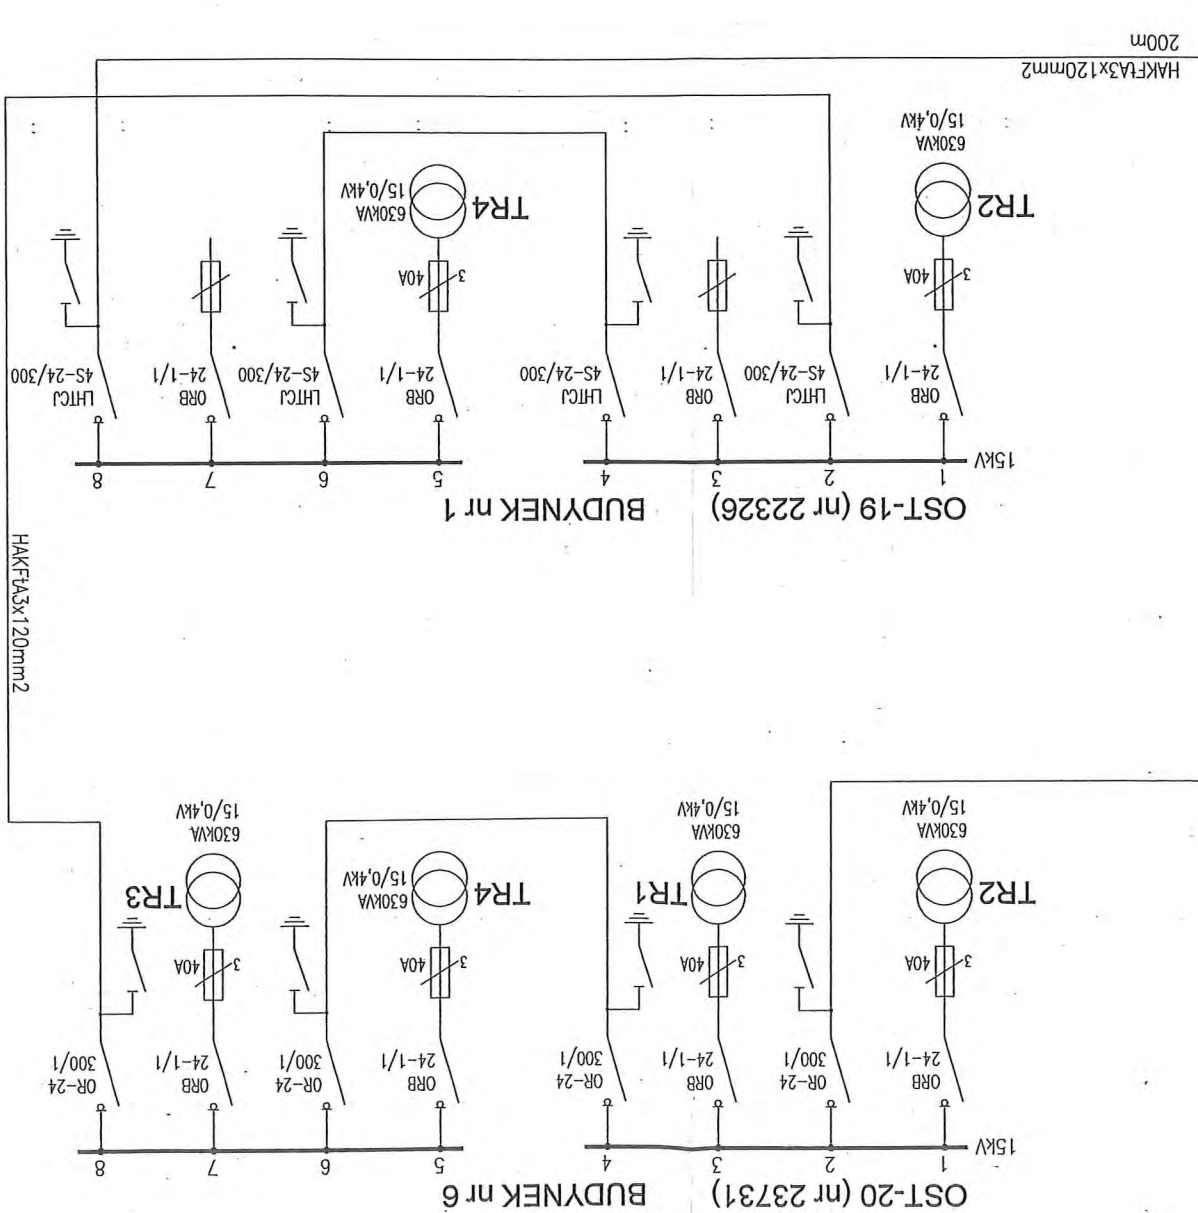 OST-20 (nr 23731) BUDYNEK nr 6
15kV
1 2 3 4 5 6 7 8
ORB
24-1/1
OR-24
300/1
ORB
24-1/1
OR-24
300/1
ORB
24-1/1
OR-24
300/1
ORB
24-1/1
OR-24
300/1
3 40A
3 40A
3 40A
3 40A
TR2
630kVA
15/0,4kV
TR1
630kVA
15/0,4kV
TR4
630kVA
15/0,4kV
TR3
630kVA
15/0,4kV
HAKFtA3x120mm2
OST-19 (nr 22326) BUDYNEK nr 1
15kV
1 2 3 4 5 6 7 8
ORB
24-1/1
LHTCJ
4S-24/300
ORB
24-1/1
LHTCJ
4S-24/300
ORB
24-1/1
LHTCJ
4S-24/300
ORB
24-1/1
LHTCJ
4S-24/300
3 40A
3 40A
TR2
630kVA
15/0,4kV
TR4
630kVA
15/0,4kV
HAKFtA3x120mm2
200m